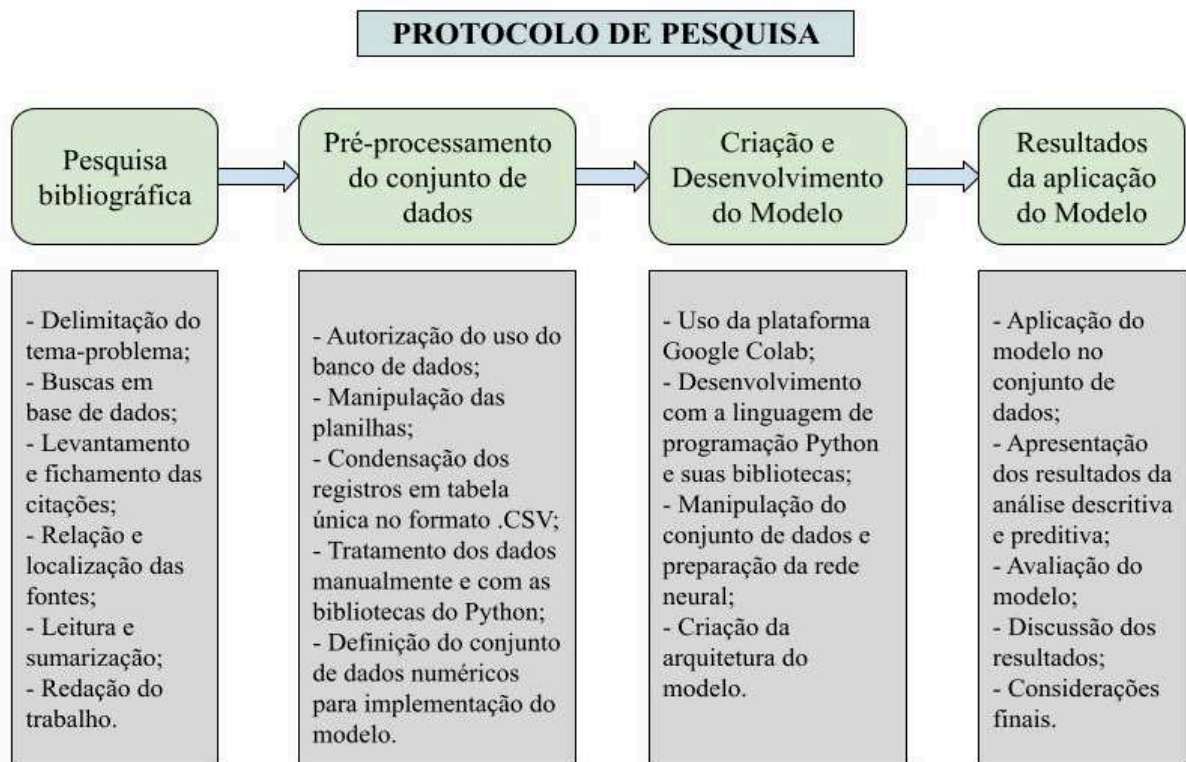 PROTOCOLO DE PESQUISA
Pesquisa
bibliográfica
Pré-processamento
do conjunto de
dados
Criação e
Desenvolvimento
do Modelo
Resultados
da aplicação
do Modelo
- Delimitação do
tema-problema;
- Buscas em
base de dados;
- Levantamento
e fichamento das
citações;
- Relação e
localização das
fontes;
- Leitura e
sumarização;
- Redação do
trabalho.
- Autorização do uso do
banco de dados;
- Manipulação das
planilhas;
- Condensação dos
registros em tabela
única no formato .CSV;
- Tratamento dos dados
manualmente e com as
bibliotecas do Python;
- Definição do conjunto
de dados numéricos
para implementação do
modelo.
- Uso da plataforma
Google Colab;
- Desenvolvimento
com a linguagem de
programação Python
e suas bibliotecas;
- Manipulação do
conjunto de dados e
preparação da rede
neural;
- Criação da
arquitetura do
modelo.
- Aplicação do
modelo no
conjunto de
dados;
- Apresentação
dos resultados da
análise descritiva
e preditiva;
- Avaliação do
modelo;
- Discussão dos
resultados;
- Considerações
finais.